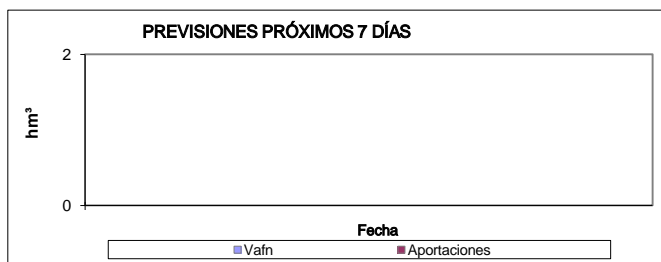 PREVISIONES PRÓXIMOS 7 DÍAS
2
hm³
0
Fecha
Vafn Aportaciones